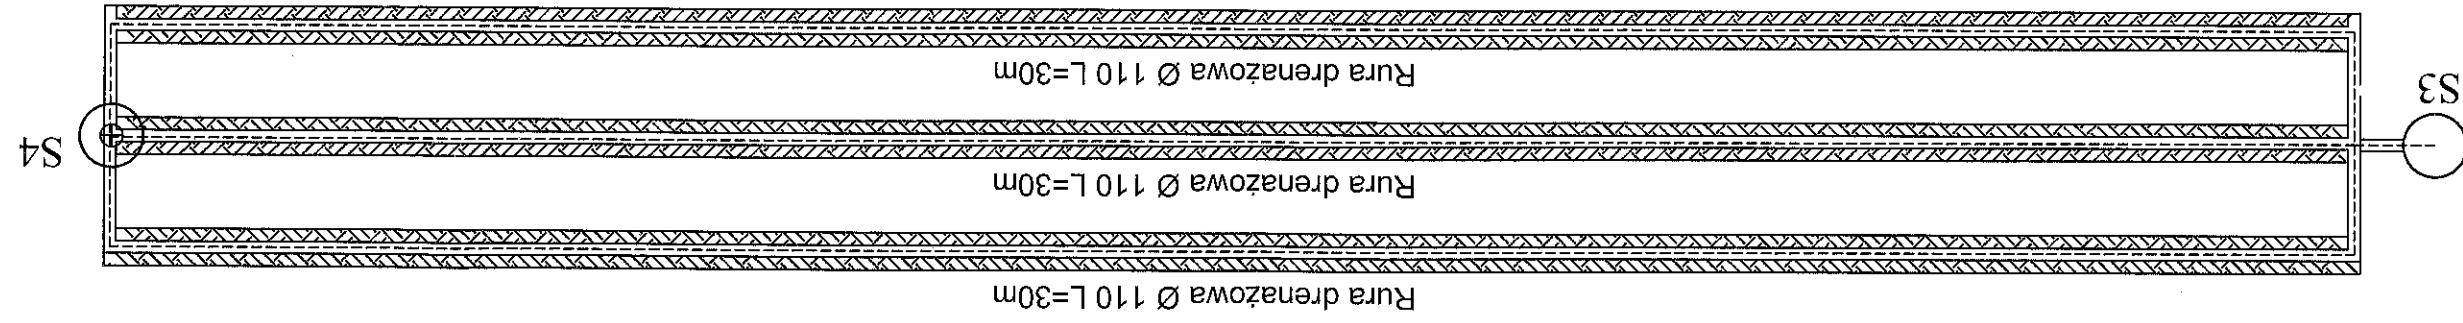 Rura drenażowa Ø 110 L=30m
S3
Rura drenażowa Ø 110 L=30m
S4
Rura drenażowa Ø 110 L=30m